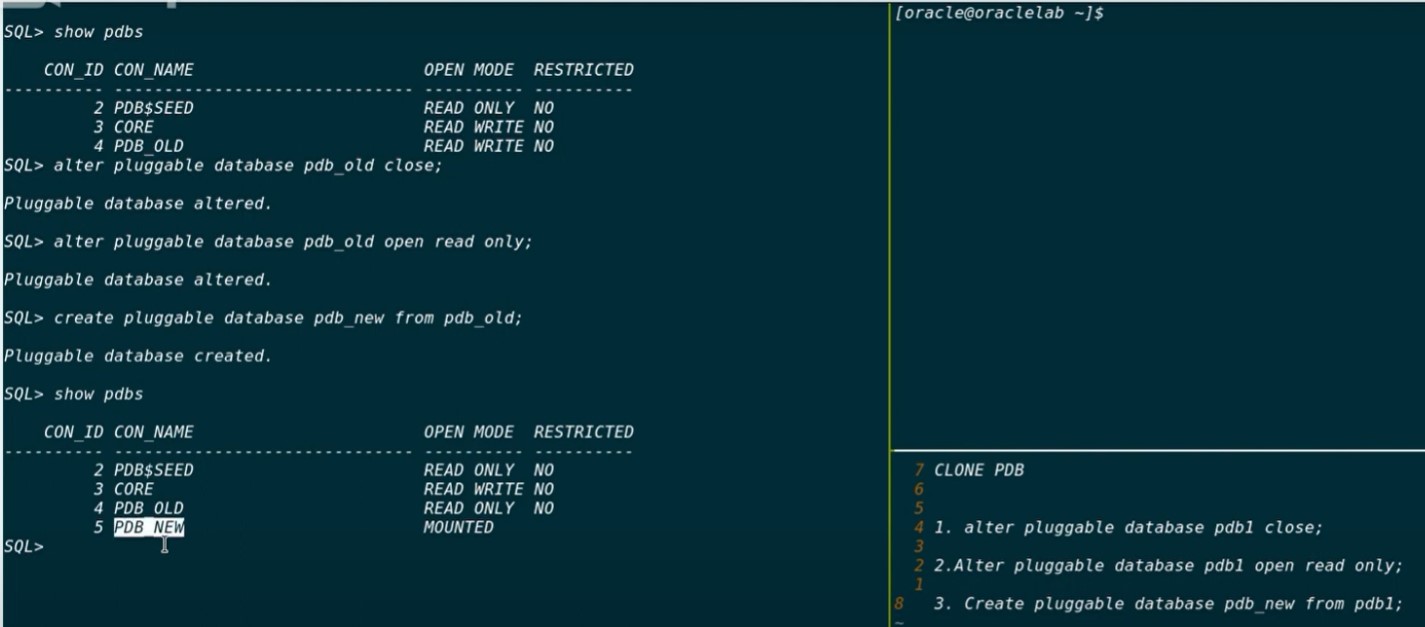 SQL> show pdbs
CON_ID CON_NAME OPEN MODE RESTRICTED
---------- ------------------------------ ---------- ----------
2 PDB$SEED READ ONLY NO
3 CORE READ WRITE NO
4 PDB_OLD READ WRITE NO
SQL> alter pluggable database pdb_old close;
Pluggable database altered.
SQL> alter pluggable database pdb_old open read only;
Pluggable database altered.
SQL> create pluggable database pdb_new from pdb_old;
Pluggable database created.
SQL> show pdbs
CON_ID CON_NAME OPEN MODE RESTRICTED
---------- ------------------------------ ---------- ----------
2 PDB$SEED READ ONLY NO
3 CORE READ WRITE NO
4 PDB_OLD READ ONLY NO
5 PDB_NEW MOUNTED
SQL>
[oracle@oraclelab ~]$
7 CLONE PDB
6
5
4 1. alter pluggable database pdb1 close;
3
2 2.Alter pluggable database pdb1 open read only;
1
8 3. Create pluggable database pdb_new from pdb1;
~